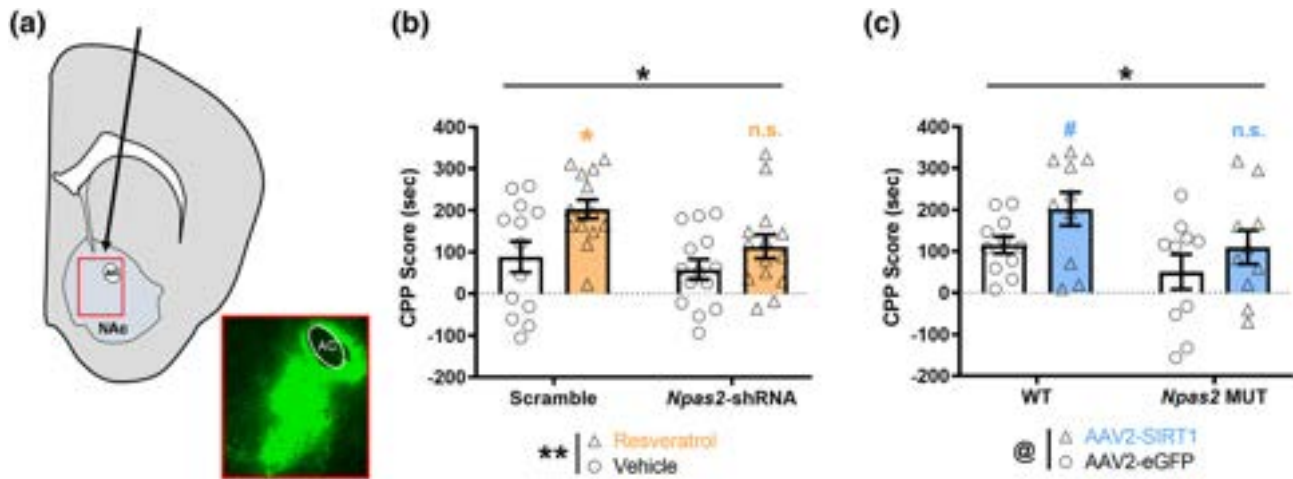 (a)
AC
NAc
AC
(b)
*
* n.s.
CPP Score (sec)
400
300
200
100
0
-100
-200
Scramble Npas2-shRNA
** △ Resveratrol
○ Vehicle
(c)
*
# n.s.
CPP Score (sec)
400
300
200
100
0
-100
-200
WT Npas2 MUT
@ △ AAV2-SIRT1
○ AAV2-eGFP